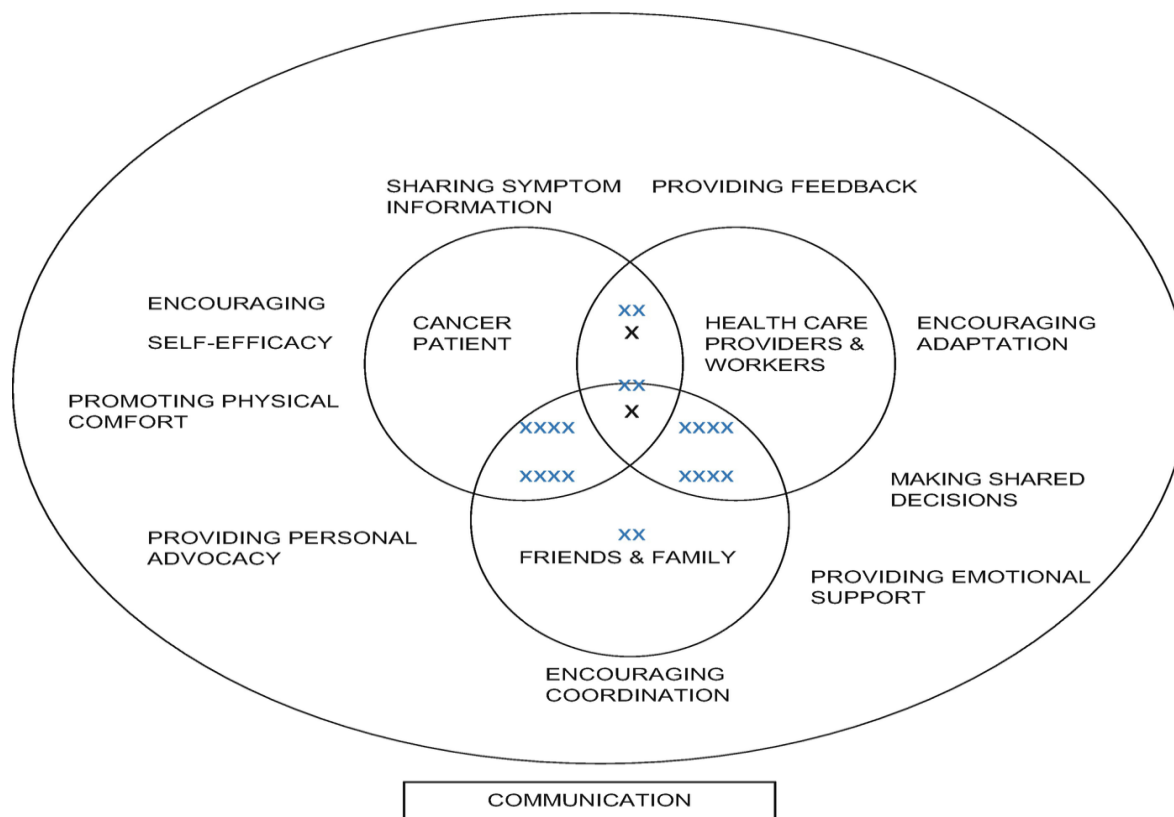 SHARING SYMPTOM
INFORMATION
PROVIDING FEEDBACK
ENCOURAGING
SELF-EFFICACY
CANCER
PATIENT
xx
x
HEALTH CARE
PROVIDERS &
WORKERS
ENCOURAGING
ADAPTATION
PROMOTING PHYSICAL
COMFORT
xx
x
xxxx
xxxx
xxxx
xxxx
MAKING SHARED
DECISIONS
PROVIDING PERSONAL
ADVOCACY
xx
FRIENDS & FAMILY
PROVIDING EMOTIONAL
SUPPORT
ENCOURAGING
COORDINATION
COMMUNICATION